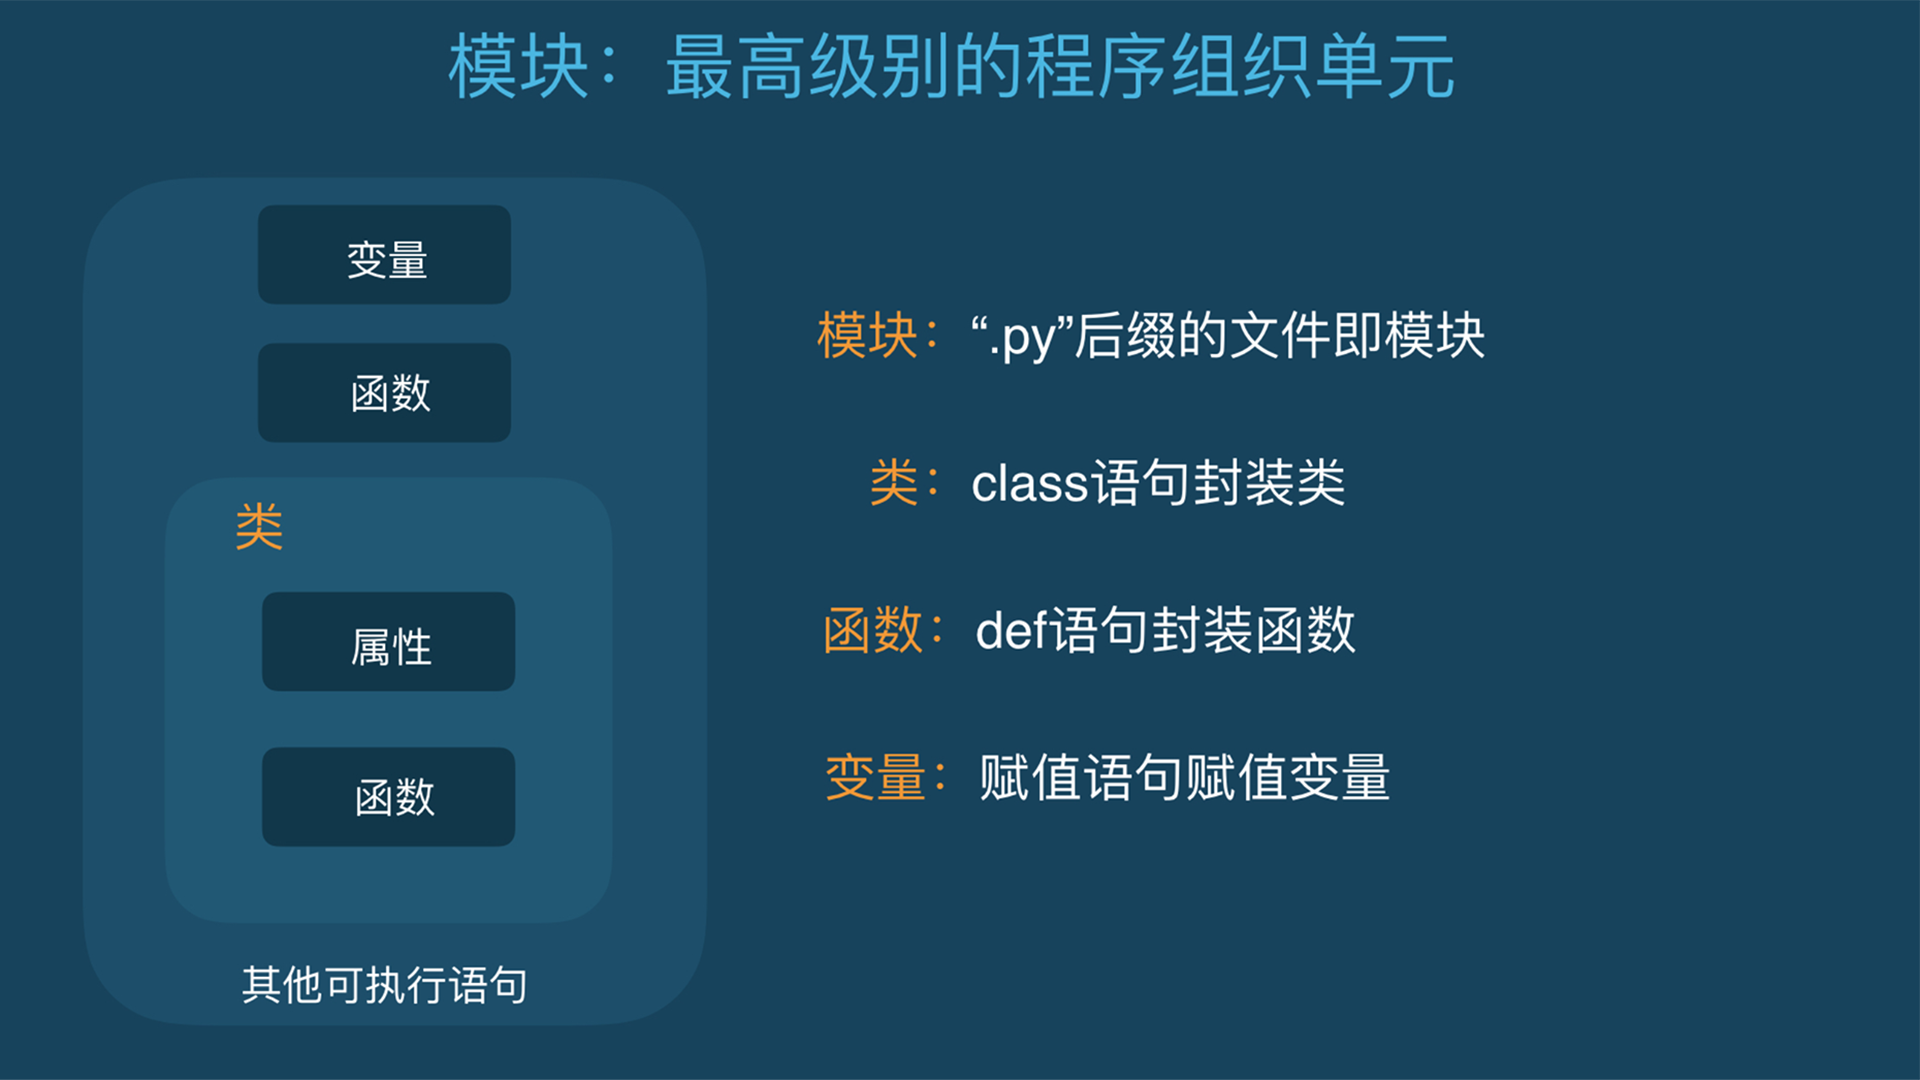 模块：最高级别的程序组织单元
变量
函数
类
属性
函数
其他可执行语句
模块：“.py”后缀的文件即模块
类：class语句封装类
函数：def语句封装函数
变量：赋值语句赋值变量